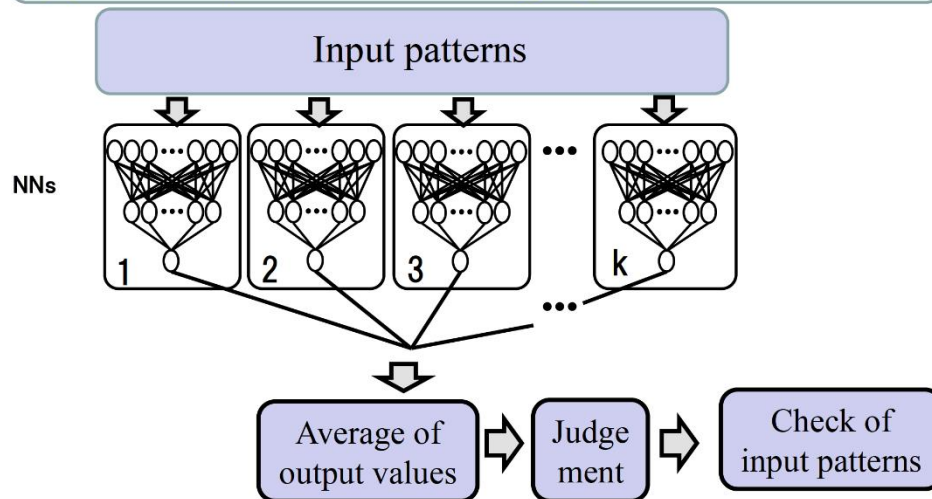 Input patterns
NNs
•••
•••
•••
•••
•••
•••
•••
•••
•••
1
2
3
k
•••
Average of
output values
Judge
ment
Check of
input patterns